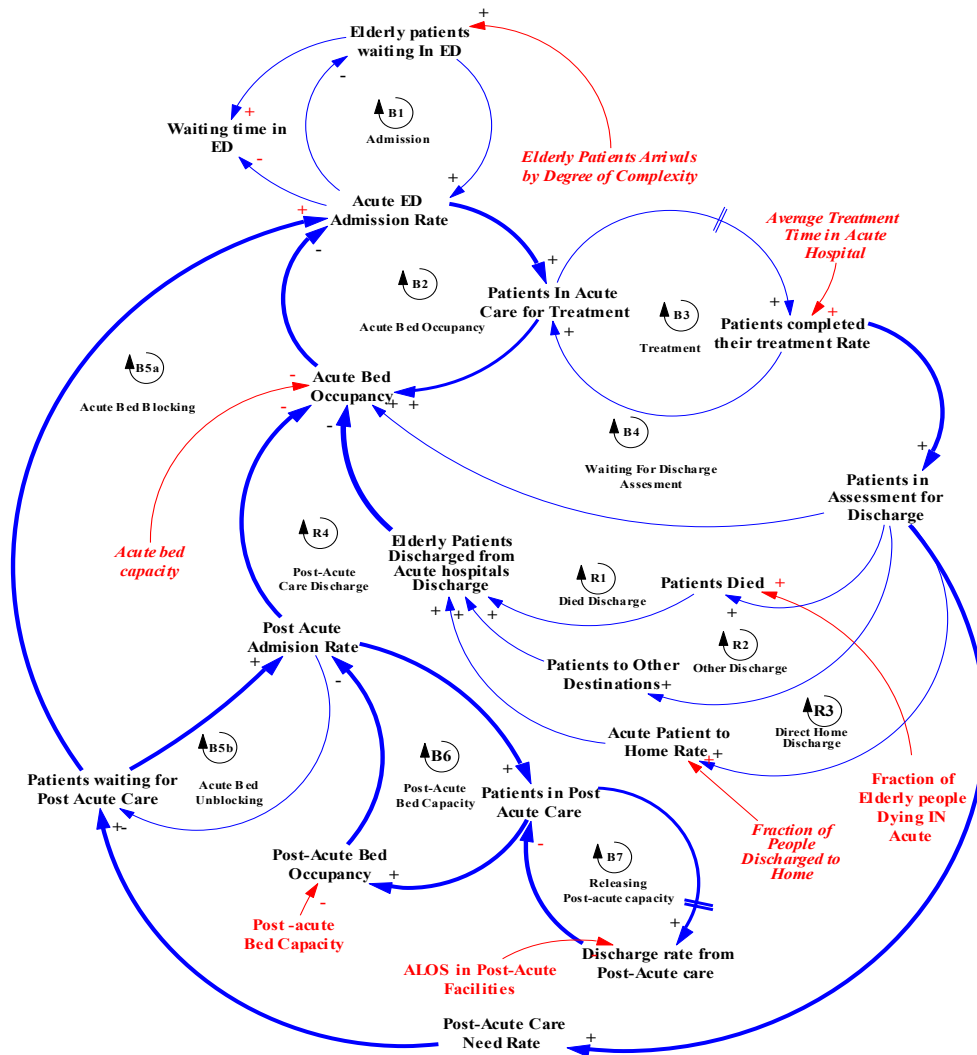 Elderly patients
waiting In ED
+
-
B1
Admission
+
Waiting time in
ED
-
+
Elderly Patients Arrivals
by Degree of Complexity
Acute ED
Admission Rate
+
-
Average Treatment
Time in Acute
Hospital
B2
Acute Bed Occupancy
+
Patients In Acute
Care for Treatment
+
B3
Treatment
+
+
Patients completed
their treatment Rate
B5a
Acute Bed Blocking
-
-
Acute Bed
Occupancy
-
+
+
B4
Waiting For Discharge
Assesment
+
Patients in
Assessment for
Discharge
Acute bed
capacity
R4
Post-Acute
Care Discharge
Elderly Patients
Discharged from
Acute hospitals
Discharge
+
+
+
R1
Died Discharge
Patients Died
+
+
R2
Other Discharge
Post Acute
Admision Rate
+
-
Patients to Other
Destinations+
R3
Direct Home
Discharge
Acute Patient to
Home Rate
+
+
B5b
Acute Bed
Unblocking
B6
Post-Acute
Bed Capacity
Patients waiting for
Post Acute Care
+
-
+
Patients in Post
Acute Care
-
Fraction of
Elderly people
Dying IN
Acute
Fraction of
People
Discharged to
Home
Post-Acute Bed
Occupancy
+
-
B7
Releasing
Post-acute capacity
Post -acute
Bed Capacity
+
ALOS in Post-Acute
Facilities
-
Discharge rate from
Post-Acute care
Post-Acute Care
Need Rate
+